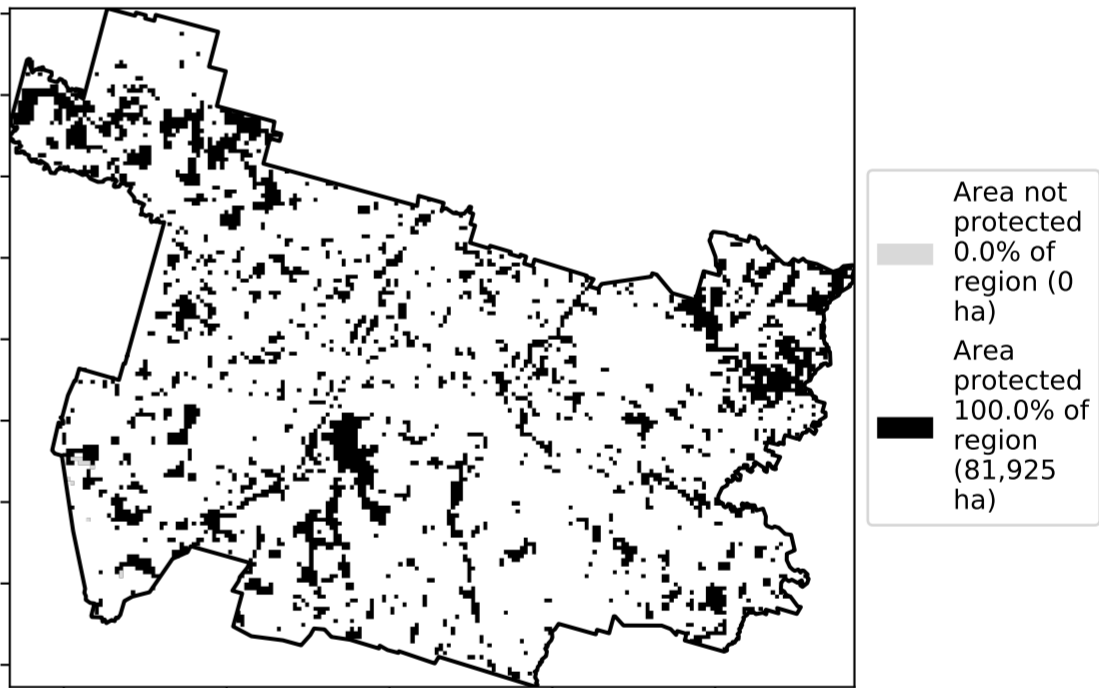 Area not
protected
0.0% of
region (0
ha)
Area
protected
100.0% of
region
(81,925
ha)